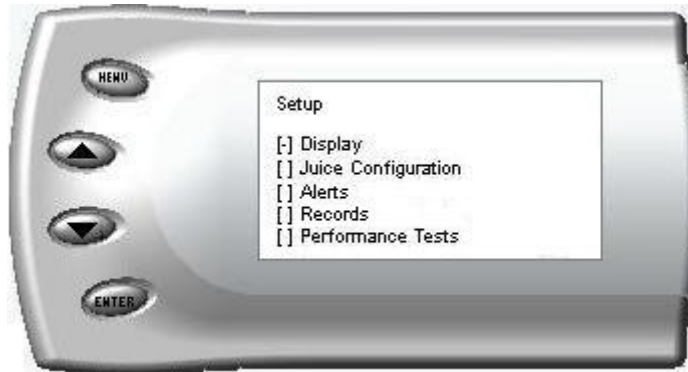 MENU
Setup
[-] Display
[ ] Juice Configuration
[ ] Alerts
[ ] Records
[ ] Performance Tests
ENTER